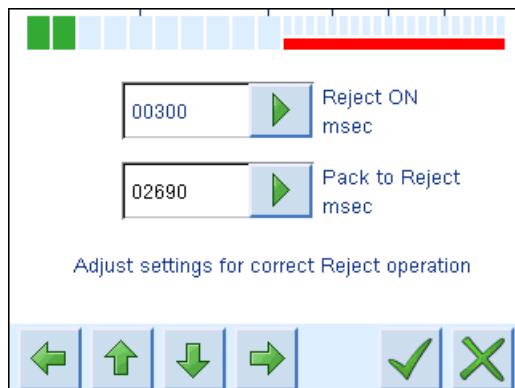 00300
Reject ON
msec
02690
Pack to Reject
msec
Adjust settings for correct Reject operation